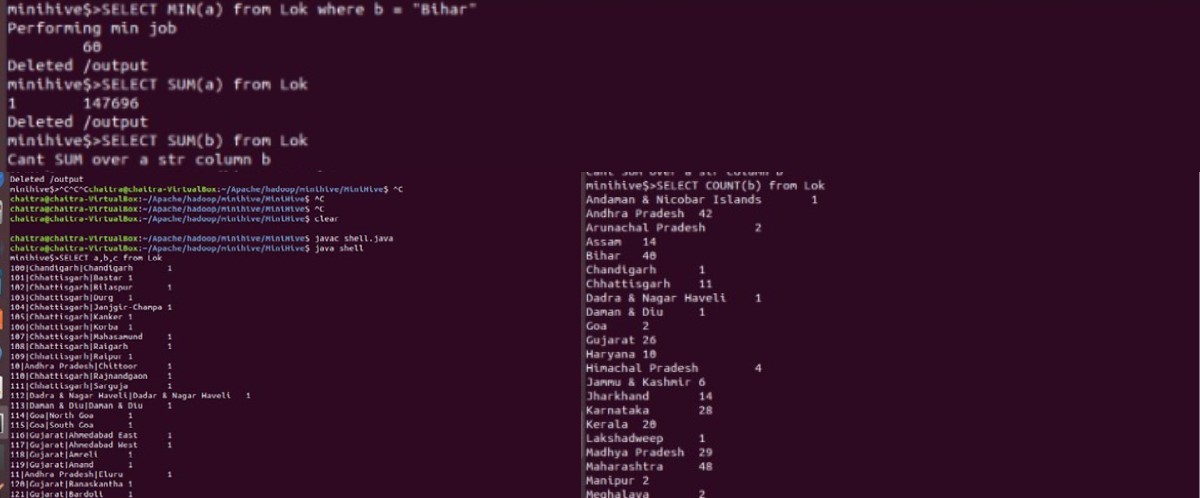 minihive$>SELECT MIN(a) from Lok where b = "Bihar"
Performing min job
60
Deleted /output
minihive$>SELECT SUM(a) from Lok
1 147696
Deleted /output
minihive$>SELECT SUM(b) from Lok
Cant SUM over a str column b
Deleted /output
minihive$>^C^C^Cchaitra@chaitra-VirtualBox:~/Apache/hadoop/minihive/MiniHive$ ^C
chaitra@chaitra-VirtualBox:~/Apache/hadoop/minihive/MiniHive$ ^C
chaitra@chaitra-VirtualBox:~/Apache/hadoop/minihive/MiniHive$ ^C
chaitra@chaitra-VirtualBox:~/Apache/hadoop/minihive/MiniHive$ clear
chaitra@chaitra-VirtualBox:~/Apache/hadoop/minihive/MiniHive$ javac shell.java
chaitra@chaitra-VirtualBox:~/Apache/hadoop/minihive/MiniHive$ java shell
minihive$>SELECT a,b,c from Lok
100|Chandigarh|Chandigarh 1
101|Chhattisgarh|Bastar 1
102|Chhattisgarh|Bilaspur 1
103|Chhattisgarh|Durg 1
104|Chhattisgarh|Janjgir-Champa 1
105|Chhattisgarh|Kanker 1
106|Chhattisgarh|Korba 1
107|Chhattisgarh|Mahasamund 1
108|Chhattisgarh|Raigarh 1
109|Chhattisgarh|Raipur 1
10|Andhra Pradesh|Chittoor 1
110|Chhattisgarh|Rajnandgaon 1
111|Chhattisgarh|Sarguja 1
112|Dadra & Nagar Haveli|Dadar & Nagar Haveli 1
113|Daman & Diu|Daman & Diu 1
114|Goa|North Goa 1
115|Goa|South Goa 1
116|Gujarat|Ahmedabad East 1
117|Gujarat|Ahmedabad West 1
118|Gujarat|Amreli 1
119|Gujarat|Anand 1
11|Andhra Pradesh|Eluru 1
120|Gujarat|Banaskantha 1
121|Gujarat|Bardoli 1
Cant SUM over a str column b
minihive$>SELECT COUNT(b) from Lok
Andaman & Nicobar Islands 1
Andhra Pradesh 42
Arunachal Pradesh 2
Assam 14
Bihar 40
Chandigarh 1
Chhattisgarh 11
Dadra & Nagar Haveli 1
Daman & Diu 1
Goa 2
Gujarat 26
Haryana 10
Himachal Pradesh 4
Jammu & Kashmir 6
Jharkhand 14
Karnataka 28
Kerala 20
Lakshadweep 1
Madhya Pradesh 29
Maharashtra 48
Manipur 2
Meghalaya 2